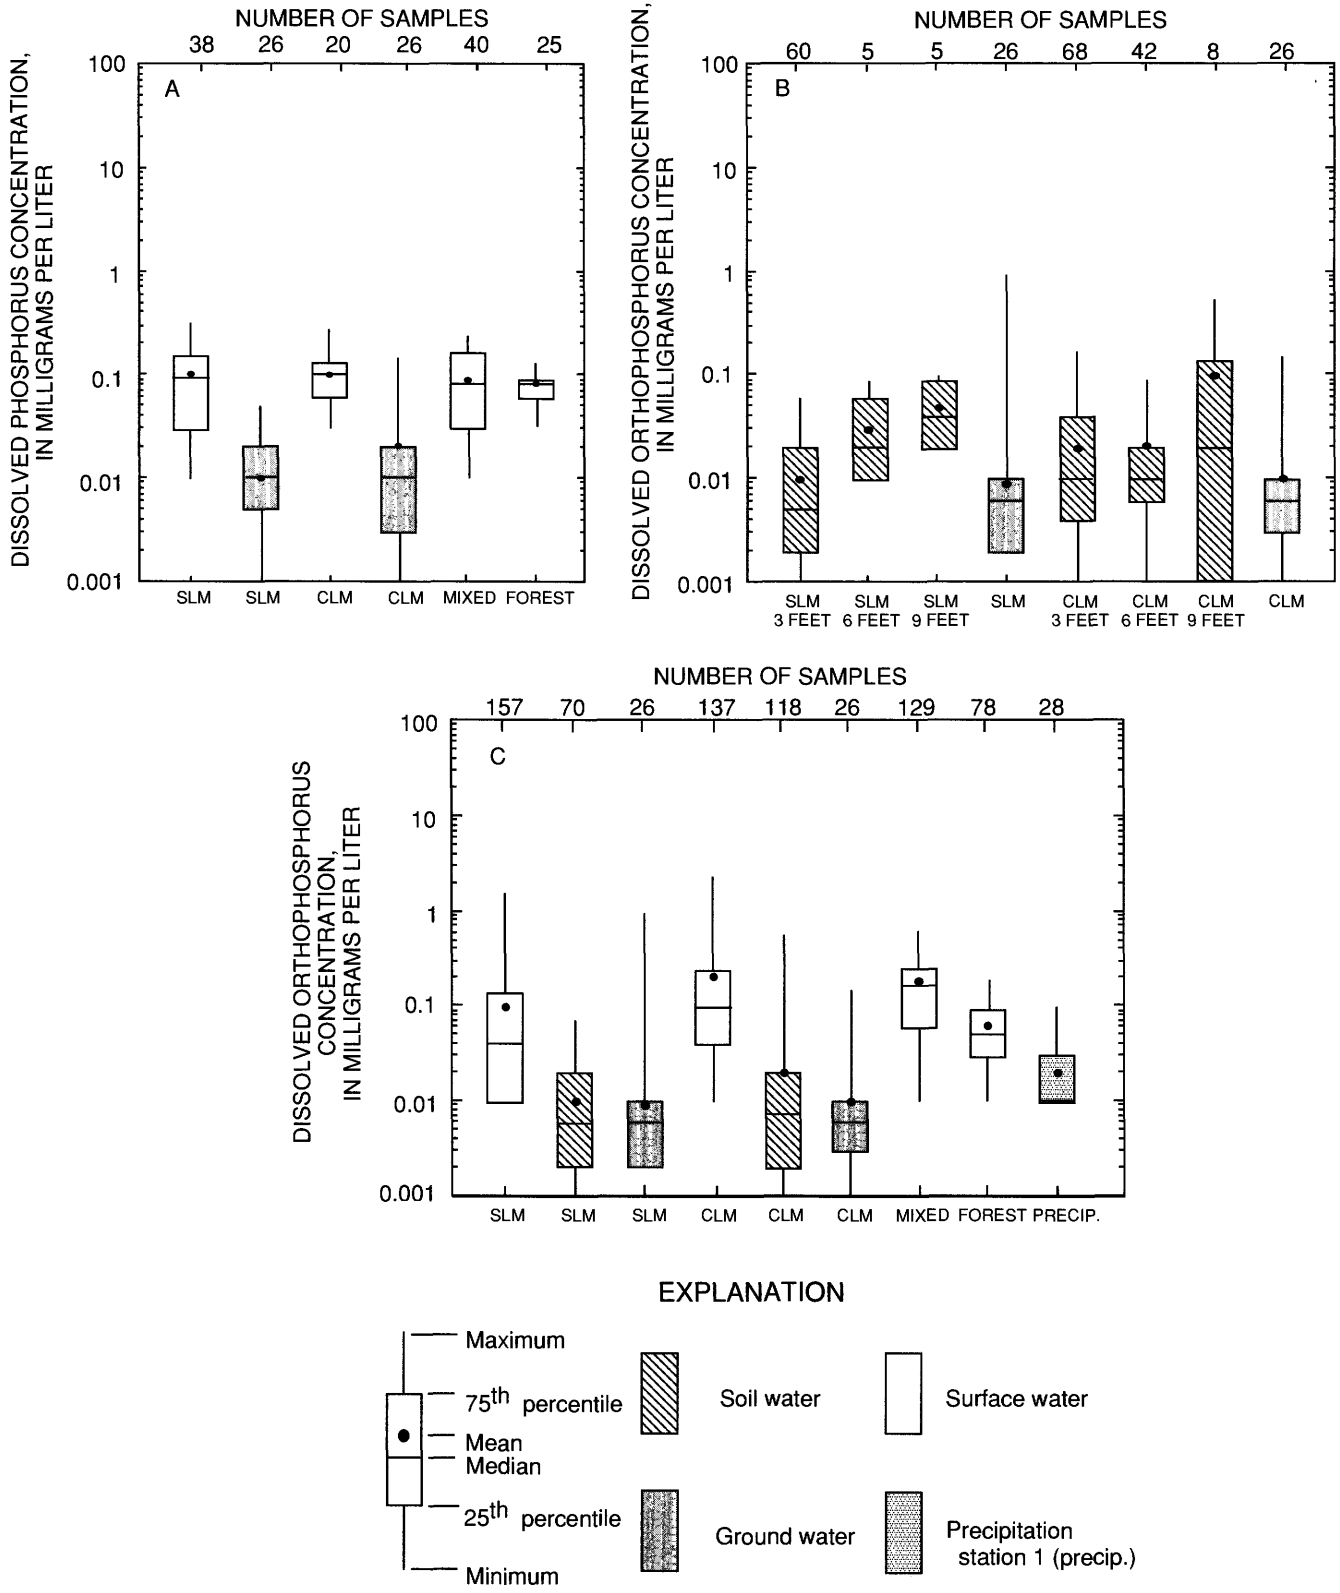 NUMBER OF SAMPLES
38 26 20 26 40 25
DISSOLVED PHOSPHORUS CONCENTRATION,
IN MILLIGRAMS PER LITER
A
100
10
1
0.1
0.01
0.001
SLM SLM CLM CLM MIXED FOREST
NUMBER OF SAMPLES
60 5 5 26 68 42 8 26
DISSOLVED ORTHOPHOSPHORUS CONCENTRATION,
IN MILLIGRAMS PER LITER
B
100
10
1
0.1
0.01
0.001
SLM SLM SLM SLM CLM CLM CLM CLM
3 FEET 6 FEET 9 FEET 3 FEET 6 FEET 9 FEET
NUMBER OF SAMPLES
157 70 26 137 118 26 129 78 28
DISSOLVED ORTHOPHOSPHORUS
CONCENTRATION,
IN MILLIGRAMS PER LITER
C
100
10
1
0.1
0.01
0.001
SLM SLM SLM CLM CLM CLM MIXED FOREST PRECIP.
EXPLANATION
Maximum
75th percentile
Mean
Median
25th percentile
Minimum
Soil water
Surface water
Ground water
Precipitation
station 1 (precip.)